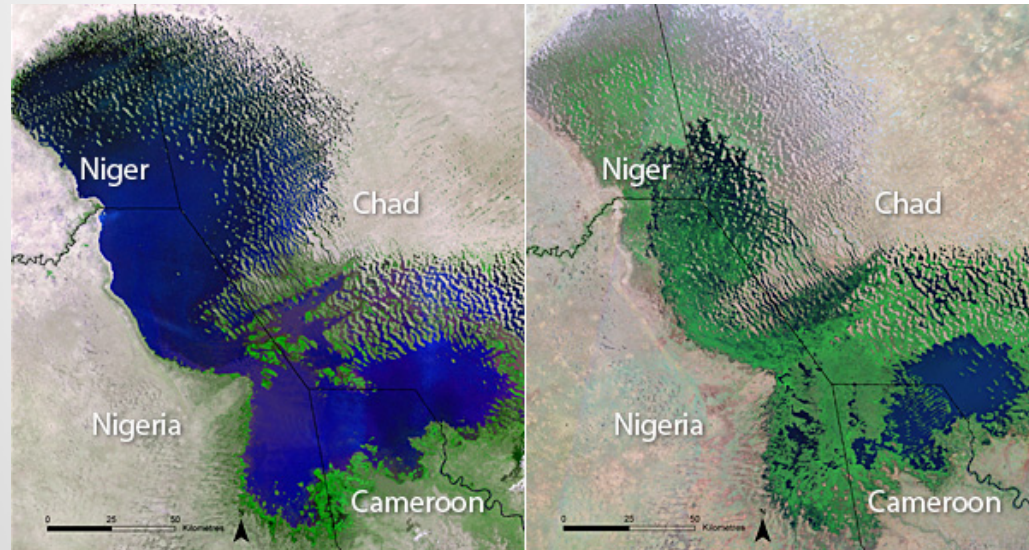 Niger
Chad
Nigeria
Cameroon
0 25 50 Kilometres
N
Niger
Chad
Nigeria
Cameroon
0 25 50 Kilometres
N